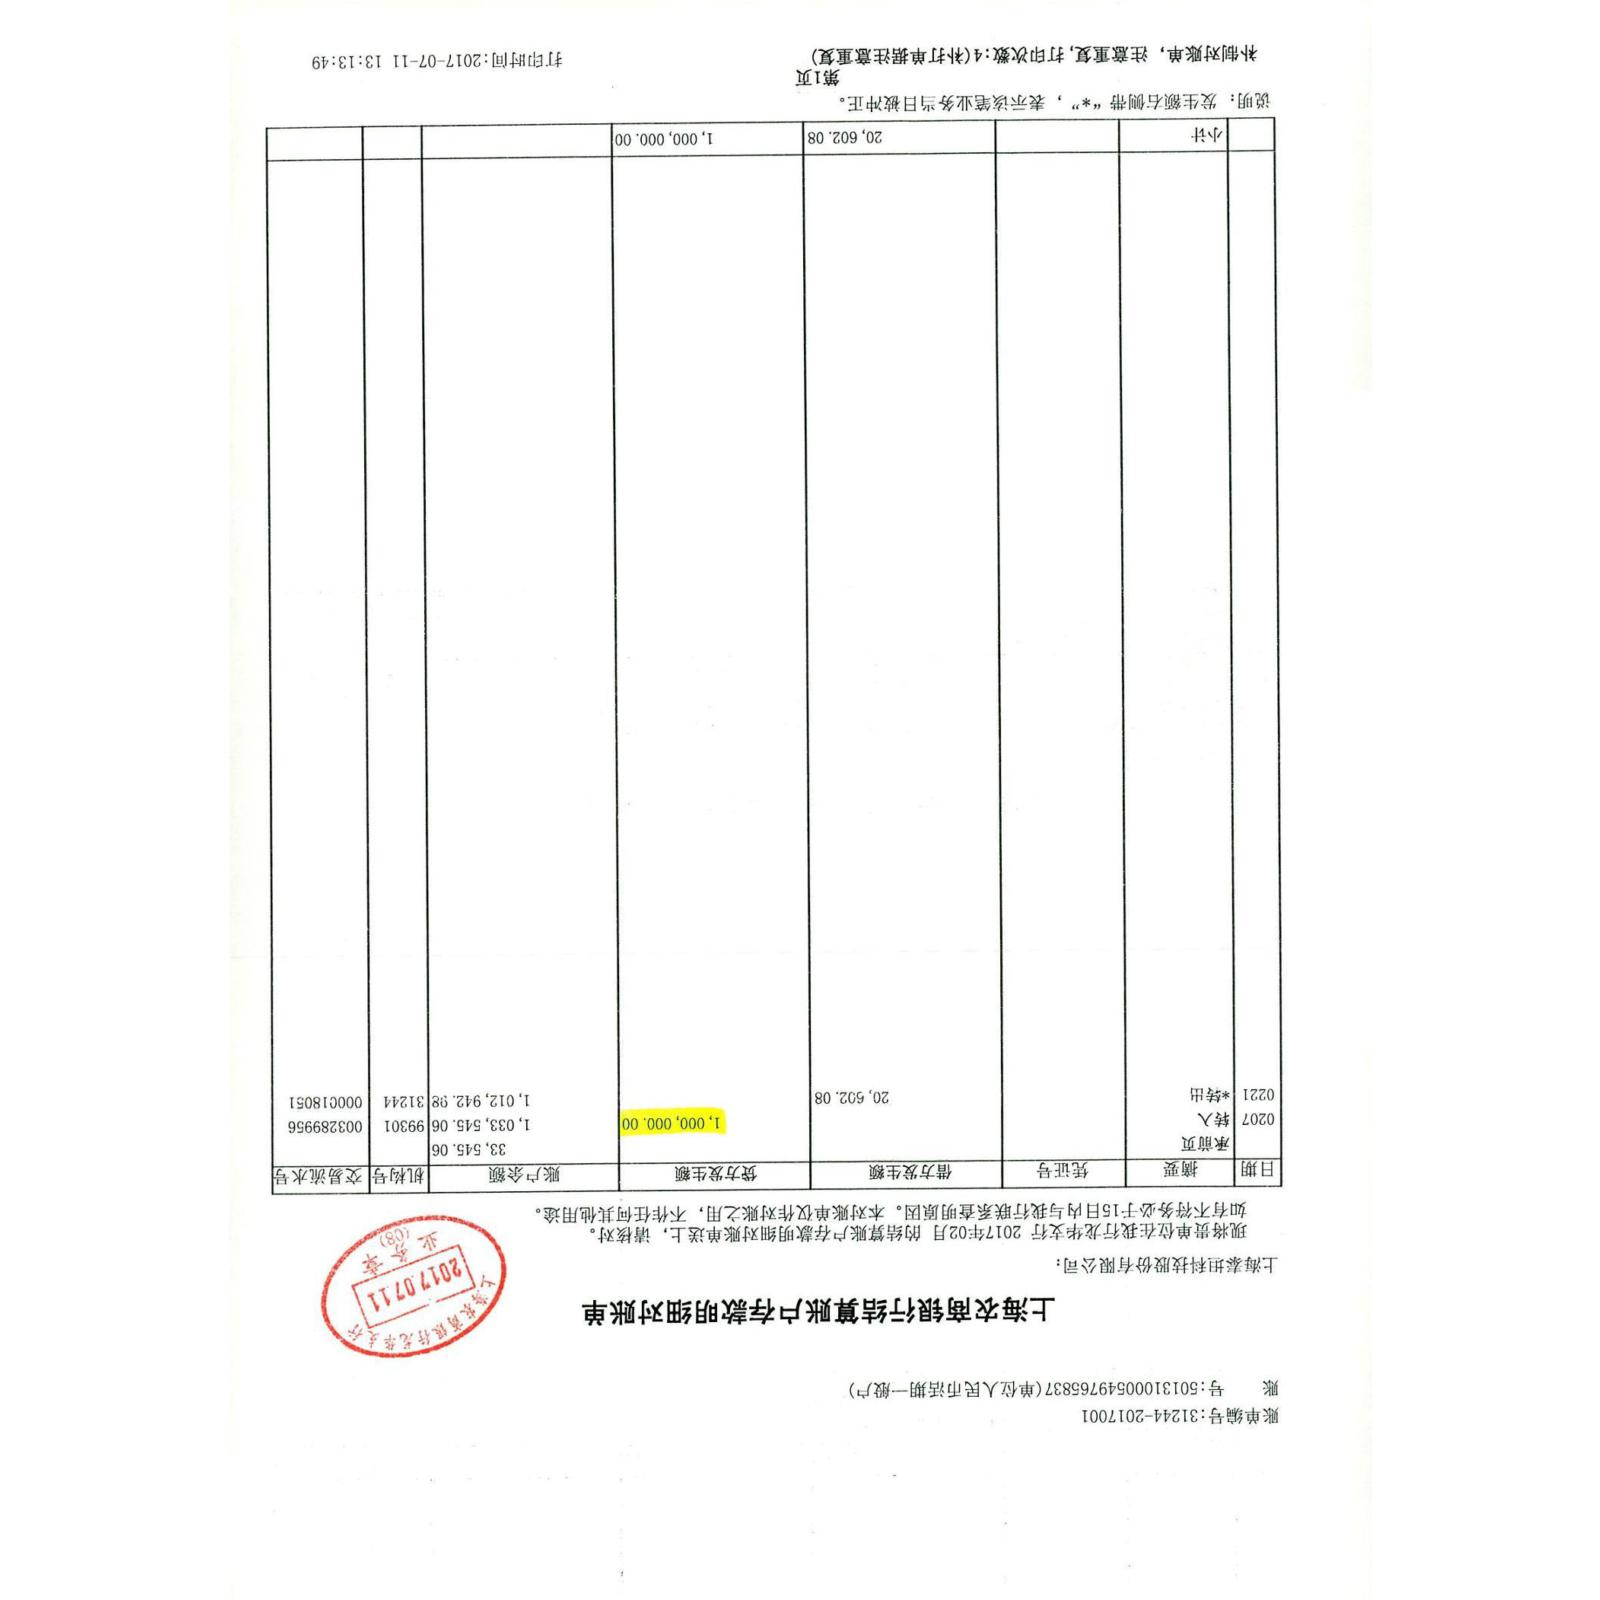 账单编号:31244-2017001
账 号:50131000549765837(单位人民币活期一般户)
上海农商银行结算账户存款明细对账单
上海农商银行龙华支行
2017.07.11
业务章
(08)
上海泰坦科技股份有限公司:
现将贵单位在我行龙华支行 2017年02月 的结算账户存款明细对账单送上, 请核对。
如有不符务必于15日内与我行联系查明原因。本对账单仅作对账之用, 不作任何其他用途。
日期 摘要 凭证号 借方发生额 贷方发生额 账户余额 机构号 交易流水号
承前页 33,545.06
0207 转入 1,000,000.00 1,033,545.06 99301 003289956
0221 *转出 20,602.08 1,012,942.98 31244 000018051
小计 20,602.08 1,000,000.00
说明: 发生额右侧带 “*” , 表示该笔业务当日被冲正。
第1页
补制对账单, 注意重复, 打印次数:4(补打单据注意重复) 打印时间:2017-07-11 13:13:49